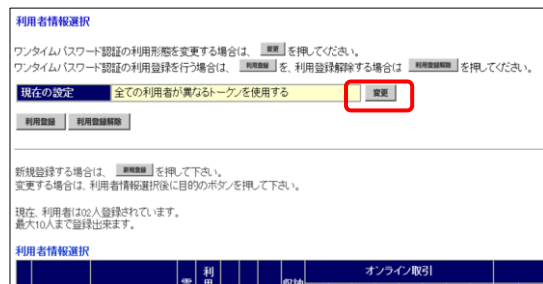 利用者情報選択
ワンタイムパスワード認証の利用形態を変更する場合は、 変更 を押してください。
ワンタイムパスワード認証の利用登録を行う場合は、 利用登録 を、利用登録解除する場合は 利用登録解除 を押してください。
現在の設定 全ての利用者が異なるトークンを使用する 変更
利用登録 利用登録解除
新規登録する場合は、 新規登録 を押して下さい。
変更する場合は、利用者情報選択後に目的のボタンを押して下さい。
現在、利用者は02人登録されています。
最大10人まで登録出来ます。
利用者情報選択
利 オンライン取引